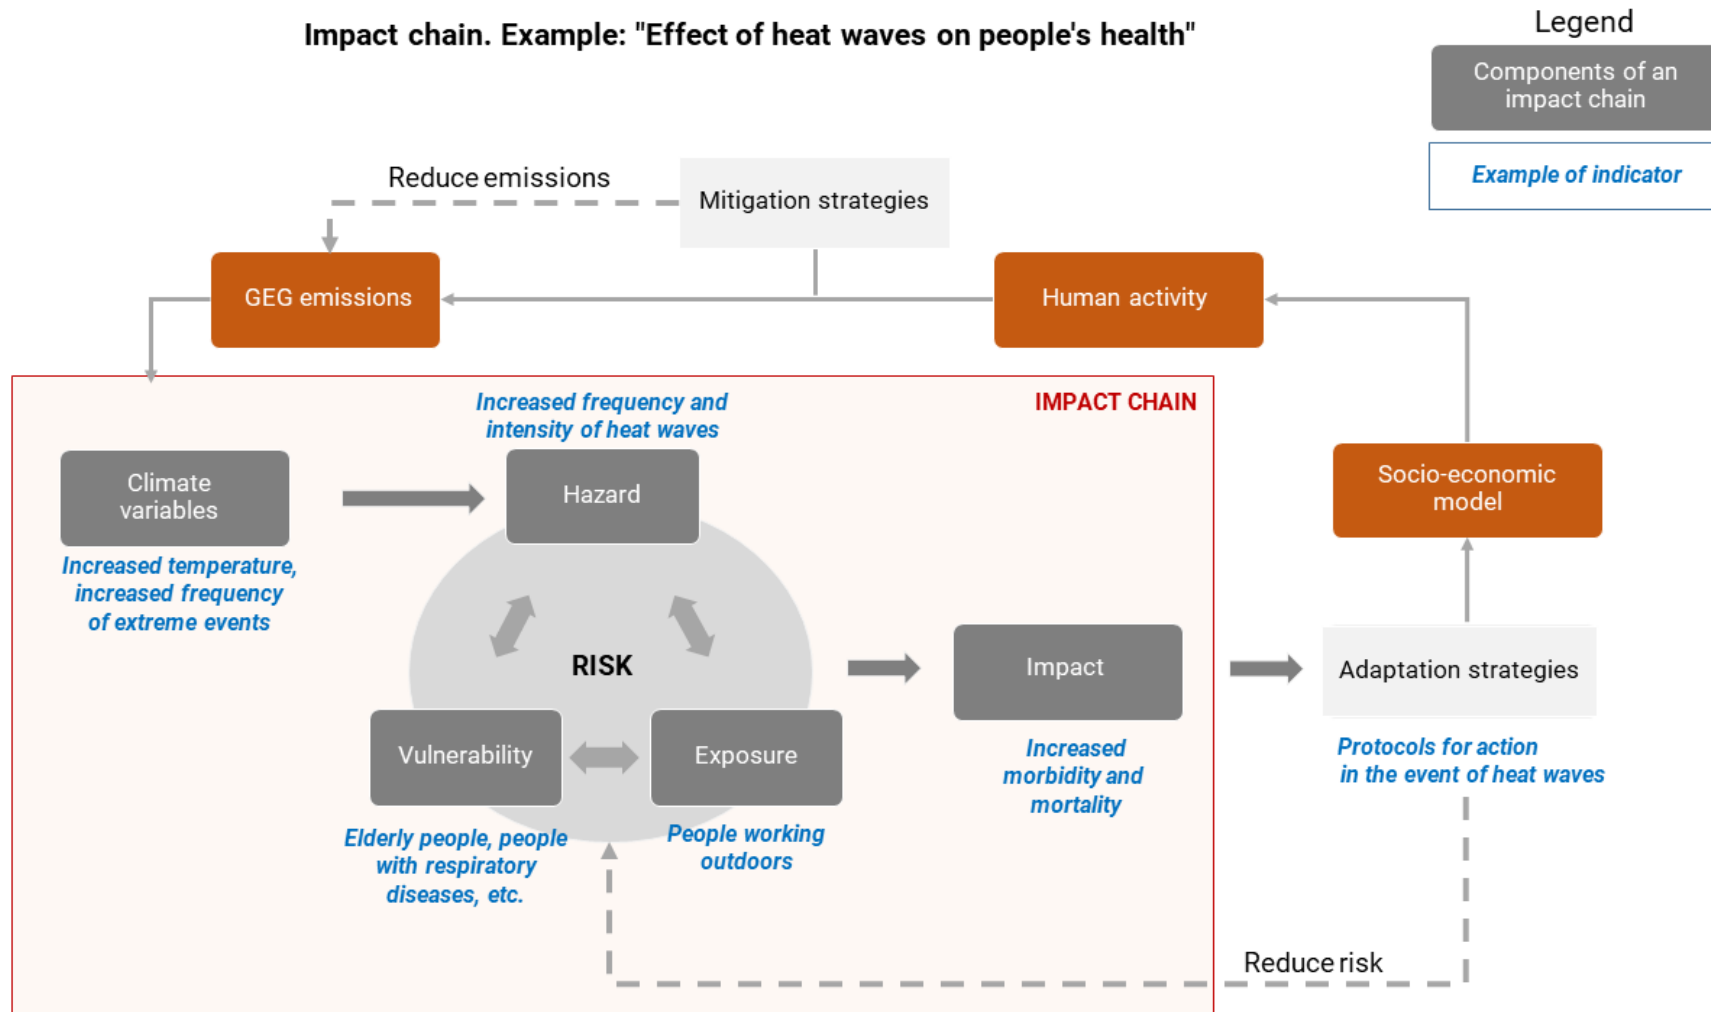 Impact chain. Example: "Effect of heat waves on people's health"
Legend
Components of an
impact chain
Example of indicator
Reduce emissions
Mitigation strategies
GEG emissions
Human activity
IMPACT CHAIN
Increased frequency and
intensity of heat waves
Climate
variables
Hazard
Socio-economic
model
Increased temperature,
increased frequency
of extreme events
RISK
Impact
Adaptation strategies
Vulnerability
Exposure
Increased
morbidity and
mortality
Protocols for action
in the event of heat waves
Elderly people, people
with respiratory
diseases, etc.
People working
outdoors
Reduce risk